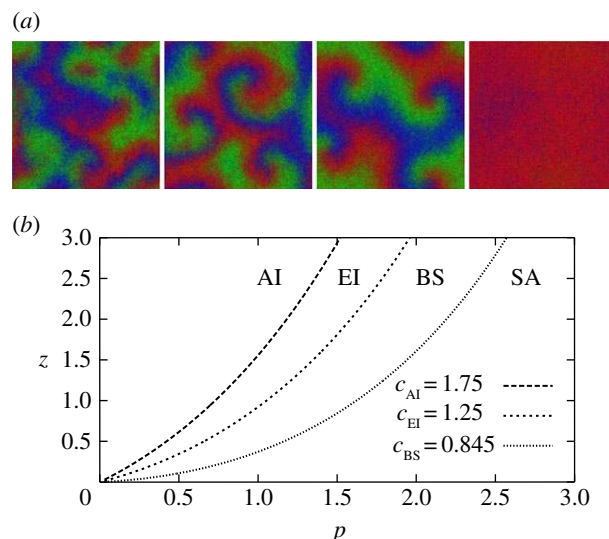 (a)
(b)
3.0
2.5
2.0
1.5
1.0
0.5
z
AI EI BS SA
c_AI = 1.75
c_EI = 1.25
c_BS = 0.845
0 0.5 1.0 1.5 2.0 2.5 3.0
p